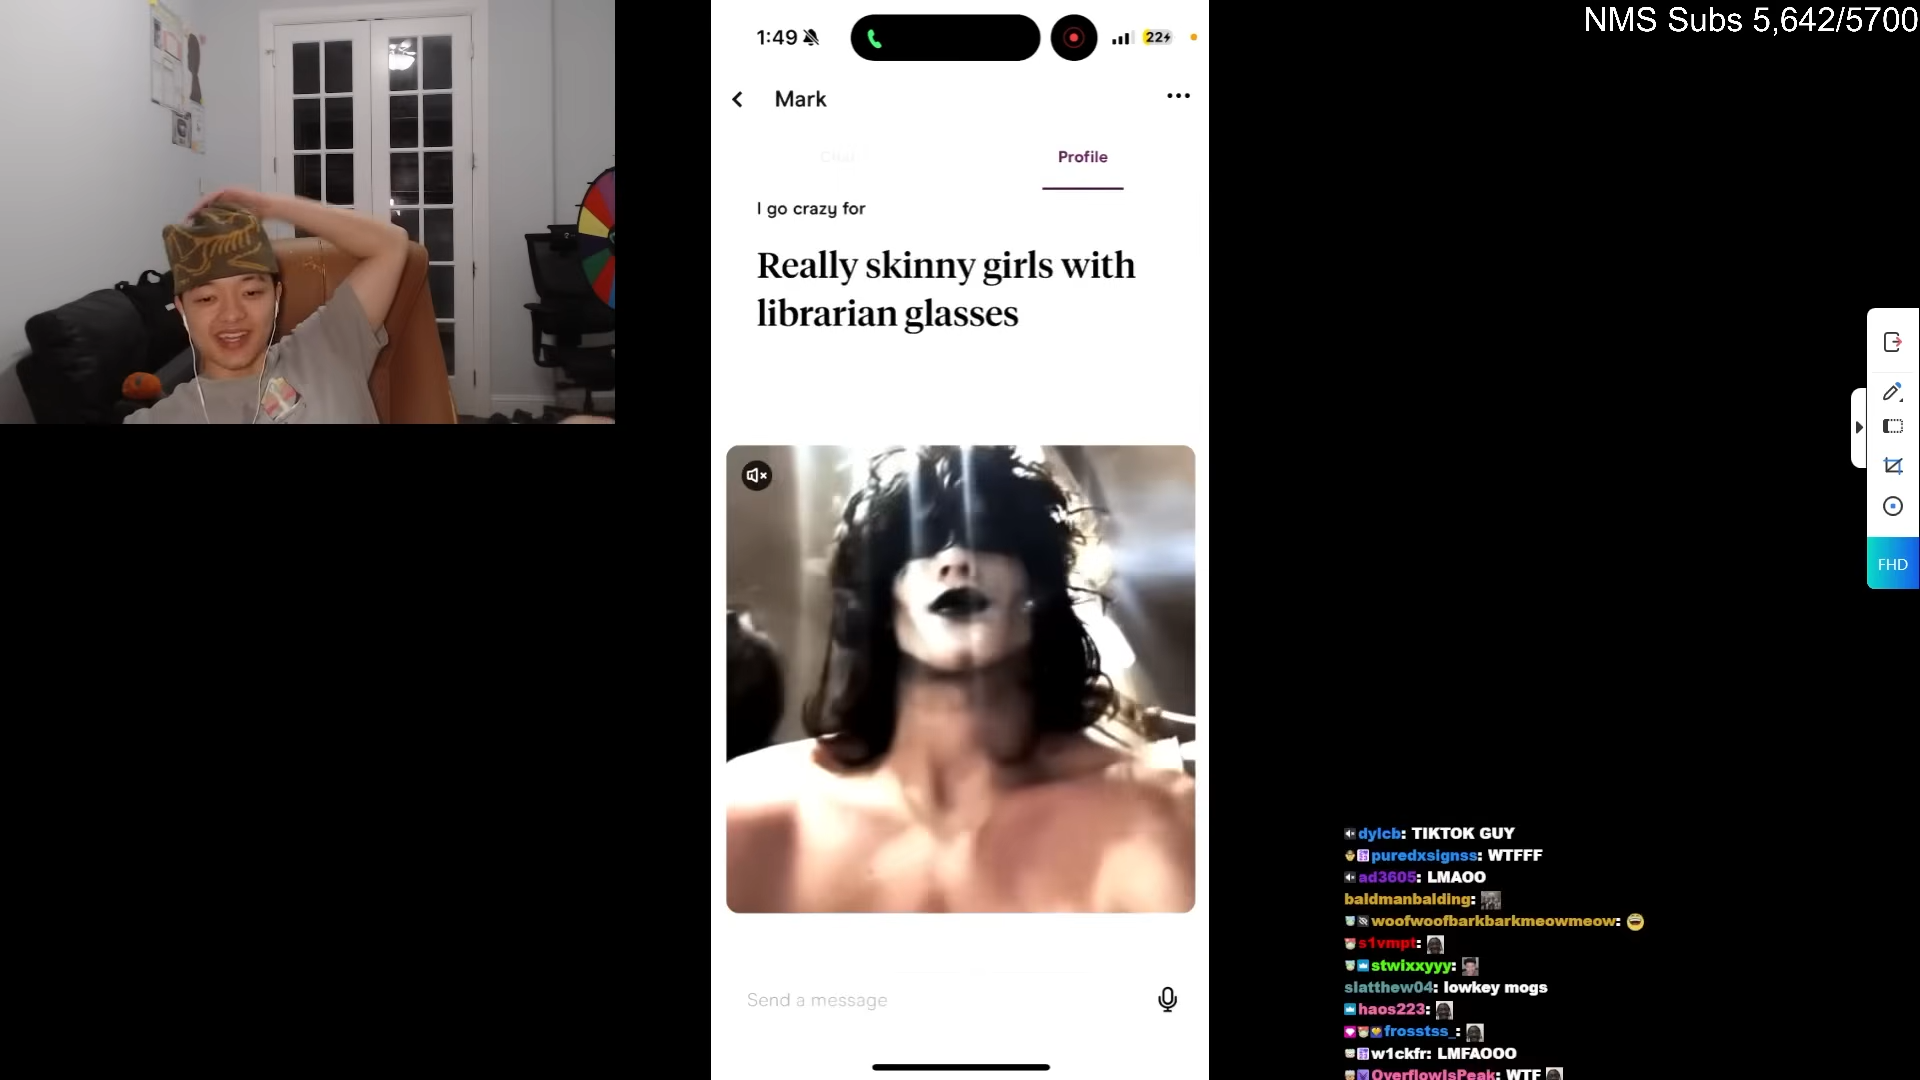 NMS Subs 5,642/5700
1:49
22
Mark
Chat
Profile
I go crazy for
Really skinny girls with
librarian glasses
FHD
Send a message
dylcb: TIKTOK GUY
puredxsignss: WTFFF
ad3605: LMAOO
baldmanbalding:
woofwoofbarkbarkmeowmeow:
s1vmpt:
stwixxyyy:
slatthew04: lowkey mogs
haos223:
frosstss_:
w1ckfr: LMFAOOO
OverflowIsPeak: WTF